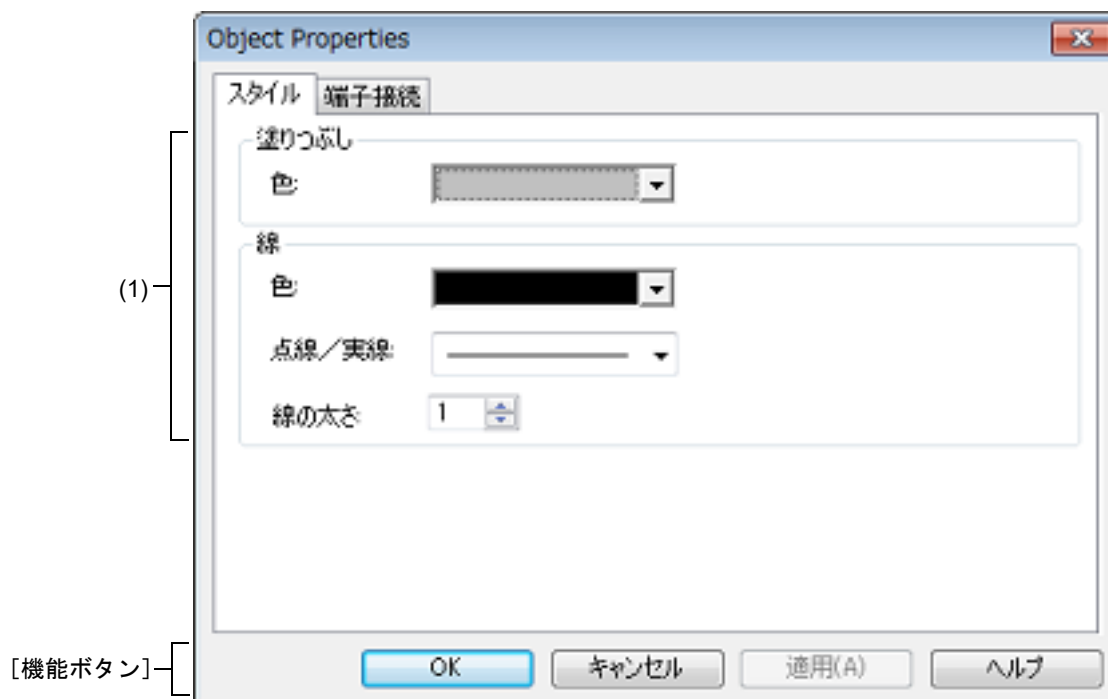 Object Properties
スタイル 端子接続
塗りつぶし
色:
線
(1)
色:
点線／実線:
線の太さ:
1
[機能ボタン]
OK キャンセル 適用(A) ヘルプ